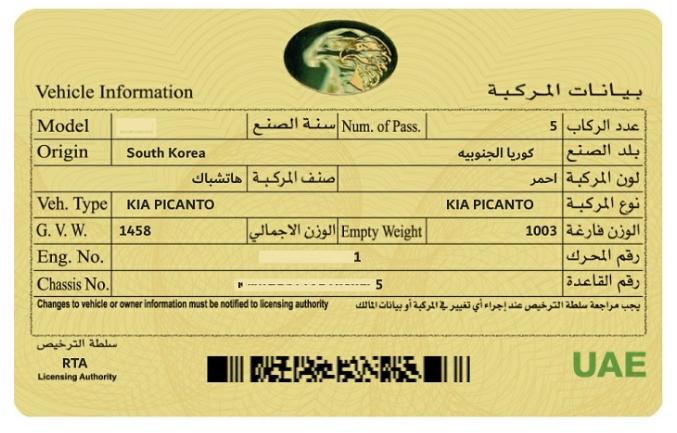 Vehicle Information بيانات المركبة
Model سنة الصنع Num. of Pass. 5 عدد الركاب
Origin South Korea كوريا الجنوبيه بلد الصنع
هاتشباك صنف المركبة احمر لون المركبة
Veh. Type KIA PICANTO KIA PICANTO نوع المركبة
G. V. W. 1458 الوزن الاجمالي Empty Weight 1003 الوزن فارغة
Eng. No. 1 رقم المحرك
Chassis No. 5 رقم القاعدة
Changes to vehicle or owner information must be notified to licensing authority يجب مراجعة سلطة الترخيص عند إجراء أي تغيير في المركبة أو بيانات المالك
سلطة الترخيص
RTA
Licensing Authority
UAE